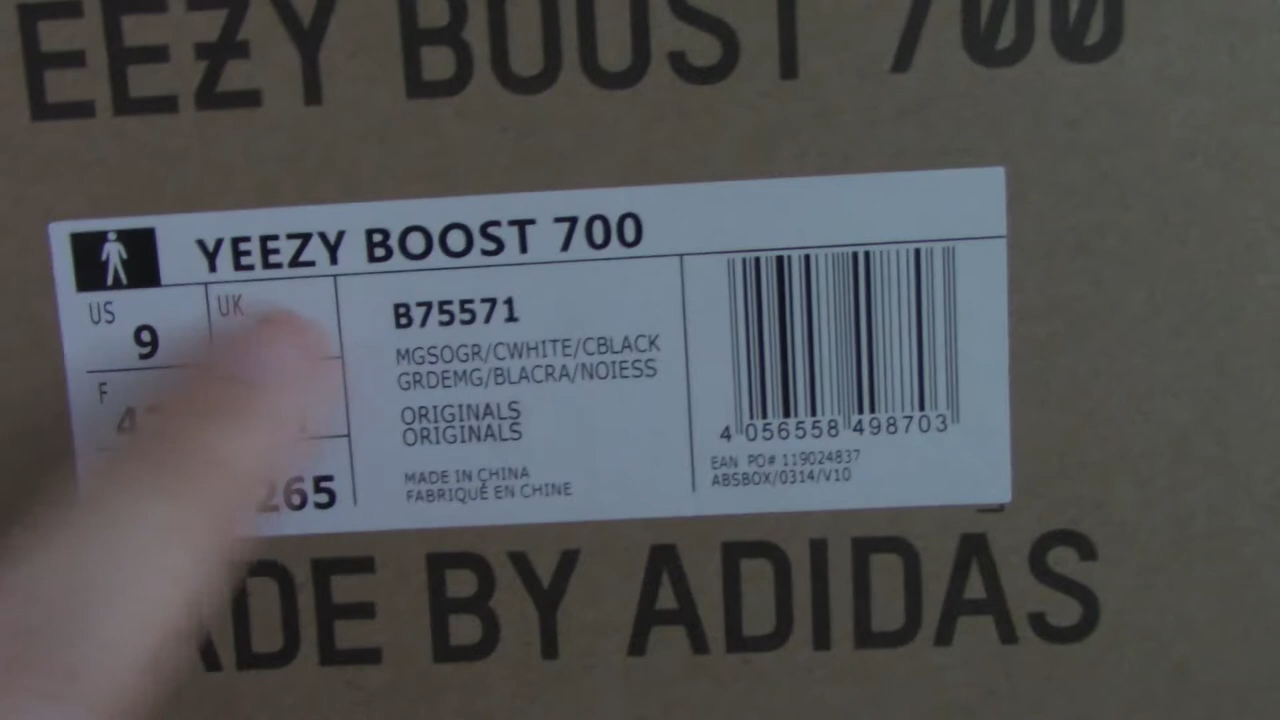 EEZY BOOST 700
YEEZY BOOST 700
US
9
UK
F
265
B75571
MGSOGR/CWHITE/CBLACK
GRDEMG/BLACRA/NOIESS
ORIGINALS
ORIGINALS
MADE IN CHINA
FABRIQUÉ EN CHINE
4 056558 498703
EAN PO# 119024837
ABSBOX/0314/V10
ADE BY ADIDAS